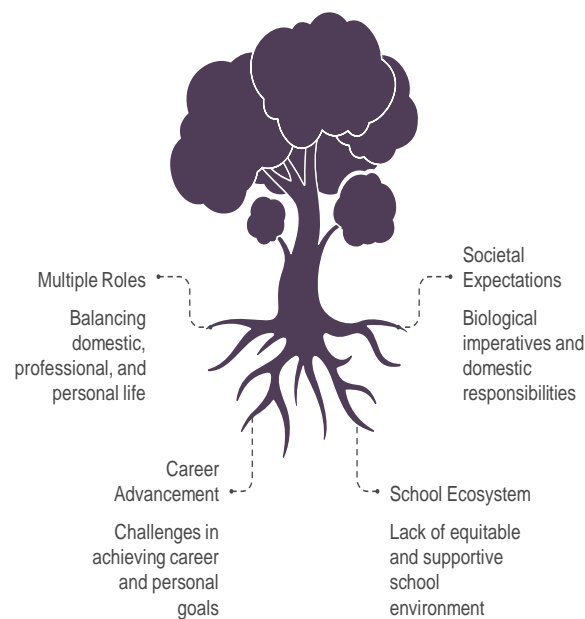 Multiple Roles
Balancing
domestic,
professional, and
personal life
Societal
Expectations
Biological
imperatives and
domestic
responsibilities
Career
Advancement
Challenges in
achieving career
and personal
goals
School Ecosystem
Lack of equitable
and supportive
school
environment